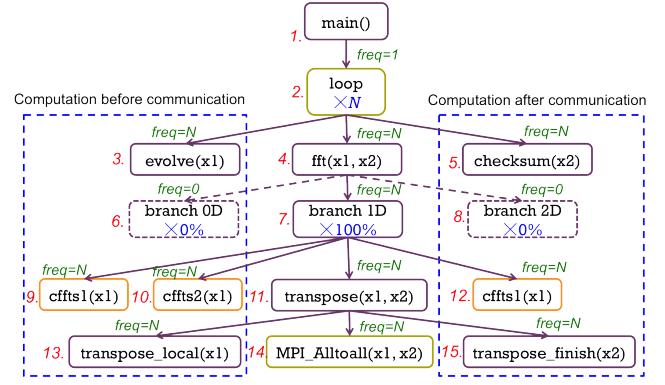 1.
main()
freq=1
2.
loop
×N
Computation before communication
Computation after communication
freq=N
freq=N
freq=N
3.
evolve(x1)
4.
fft(x1, x2)
5.
checksum(x2)
freq=0
freq=N
freq=0
6.
branch 0D
×0%
7.
branch 1D
×100%
8.
branch 2D
×0%
freq=N
freq=N
freq=N
freq=N
9.
cffts1(x1)
10.
cffts2(x1)
11.
transpose(x1, x2)
12.
cffts1(x1)
freq=N
freq=N
freq=N
13.
transpose_local(x1)
14.
MPI_Alltoall(x1, x2)
15.
transpose_finish(x2)